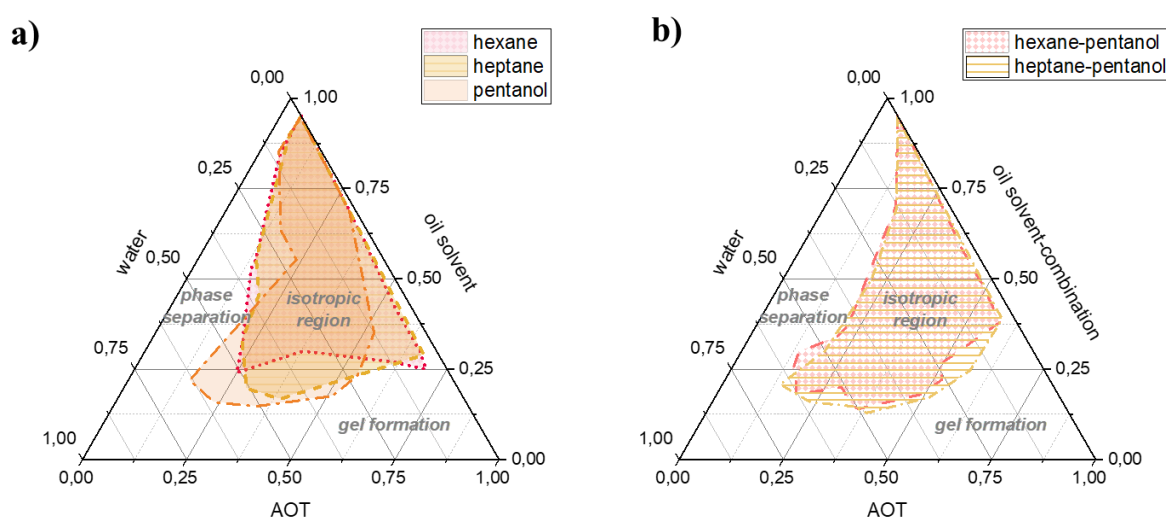 a)
hexane
heptane
pentanol
0,00
1,00
0,25
0,75
water
oil solvent
0,50
0,50
phase
separation
isotropic
region
0,75
0,25
gel formation
1,00
0,00
0,00
0,25
0,50
0,75
1,00
AOT
b)
hexane-pentanol
heptane-pentanol
0,00
1,00
0,25
0,75
water
oil solvent-combination
0,50
0,50
phase
separation
isotropic
region
0,75
0,25
gel formation
1,00
0,00
0,00
0,25
0,50
0,75
1,00
AOT